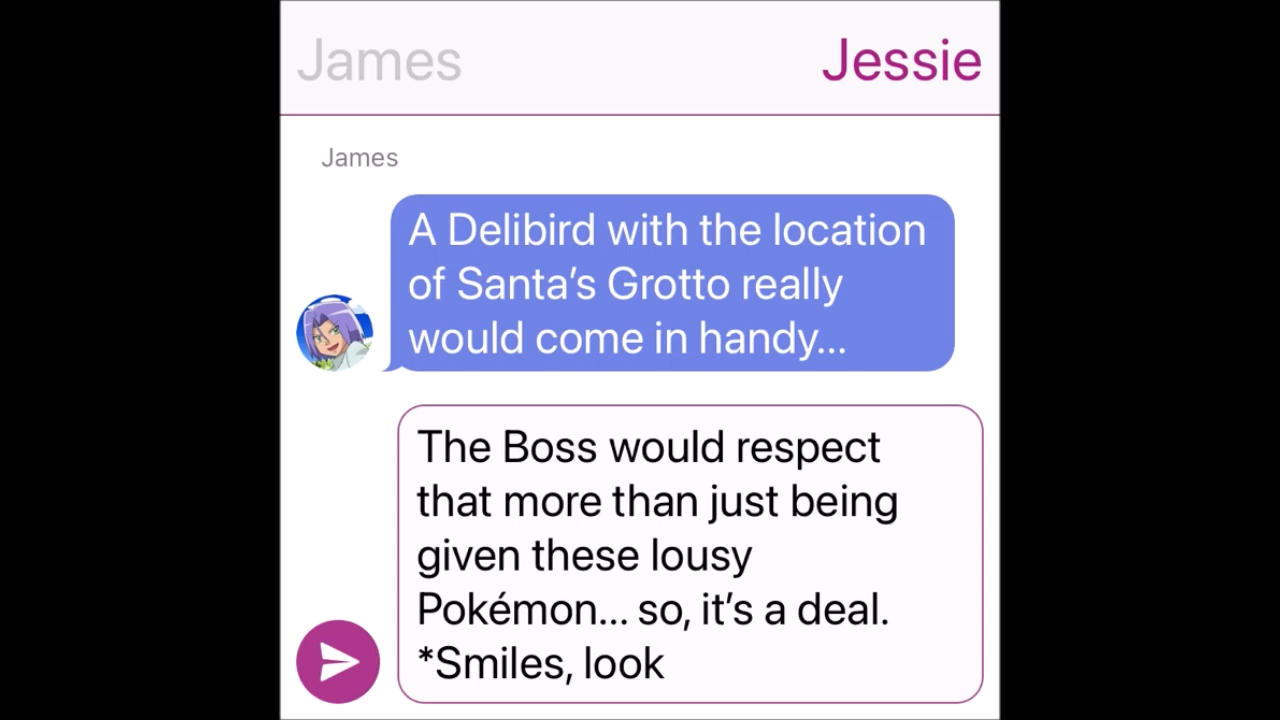 James
Jessie
James
A Delibird with the location
of Santa’s Grotto really
would come in handy...
The Boss would respect
that more than just being
given these lousy
Pokémon... so, it’s a deal.
*Smiles, look